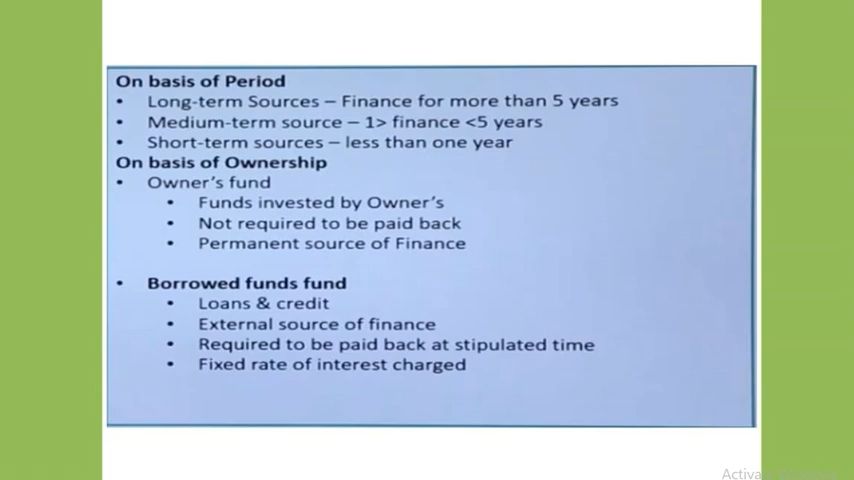 On basis of Period
• Long-term Sources – Finance for more than 5 years
• Medium-term source – 1> finance <5 years
• Short-term sources – less than one year
On basis of Ownership
• Owner's fund
• Funds invested by Owner's
• Not required to be paid back
• Permanent source of Finance
• Borrowed funds fund
• Loans & credit
• External source of finance
• Required to be paid back at stipulated time
• Fixed rate of interest charged